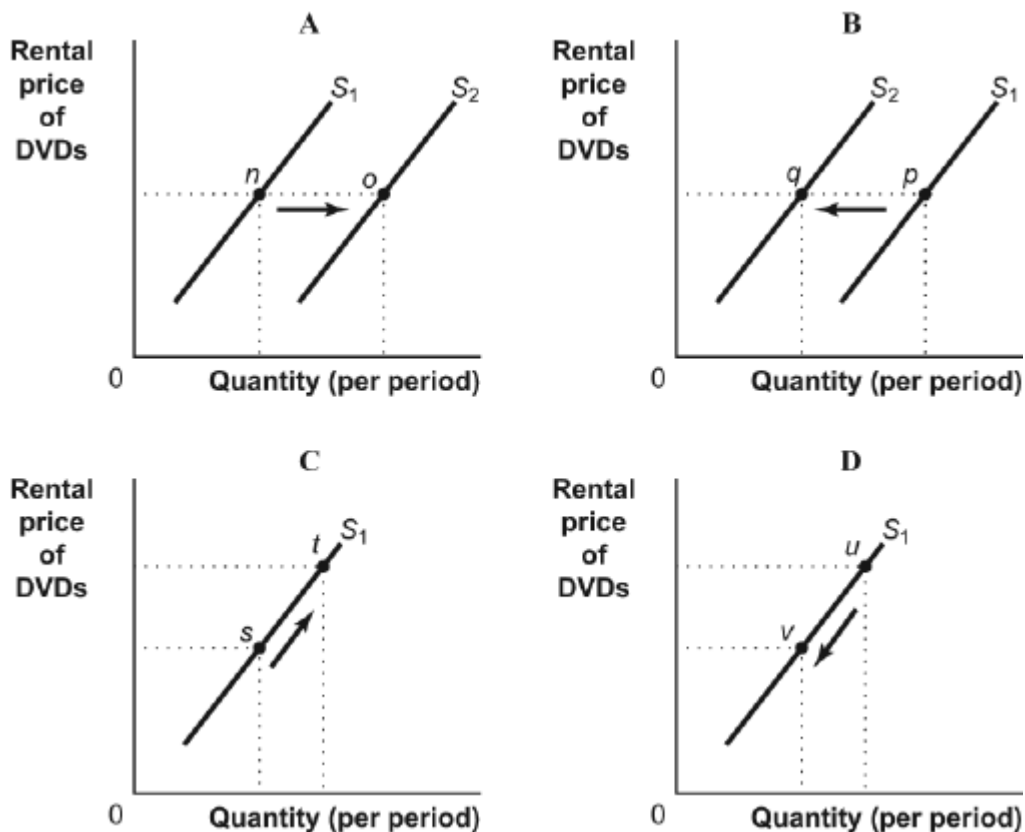 A
Rental
price
of
DVDs
S1
S2
n
o
0
Quantity (per period)
B
Rental
price
of
DVDs
S2
S1
q
p
0
Quantity (per period)
C
Rental
price
of
DVDs
S1
t
s
0
Quantity (per period)
D
Rental
price
of
DVDs
S1
u
v
0
Quantity (per period)